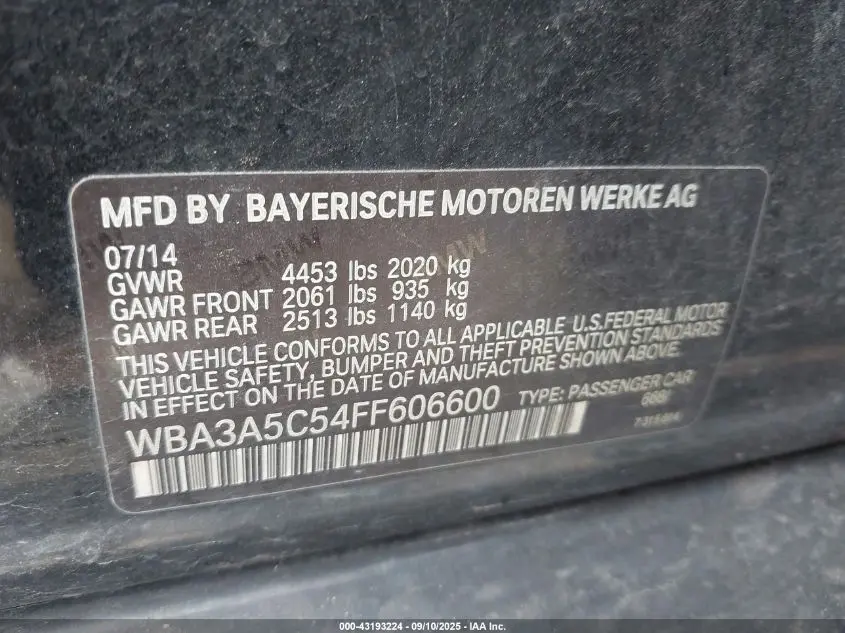 MFD BY BAYERISCHE MOTOREN WERKE AG
07/14
GVWR 4453 lbs 2020 kg
GAWR FRONT 2061 lbs 935 kg
GAWR REAR 2513 lbs 1140 kg
THIS VEHICLE CONFORMS TO ALL APPLICABLE U.S.FEDERAL MOTOR
VEHICLE SAFETY, BUMPER AND THEFT PREVENTION STANDARDS
IN EFFECT ON THE DATE OF MANUFACTURE SHOWN ABOVE.
WBA3A5C54FF606600 TYPE: PASSENGER CAR
000-43193224 - 09/10/2025 - IAA Inc.